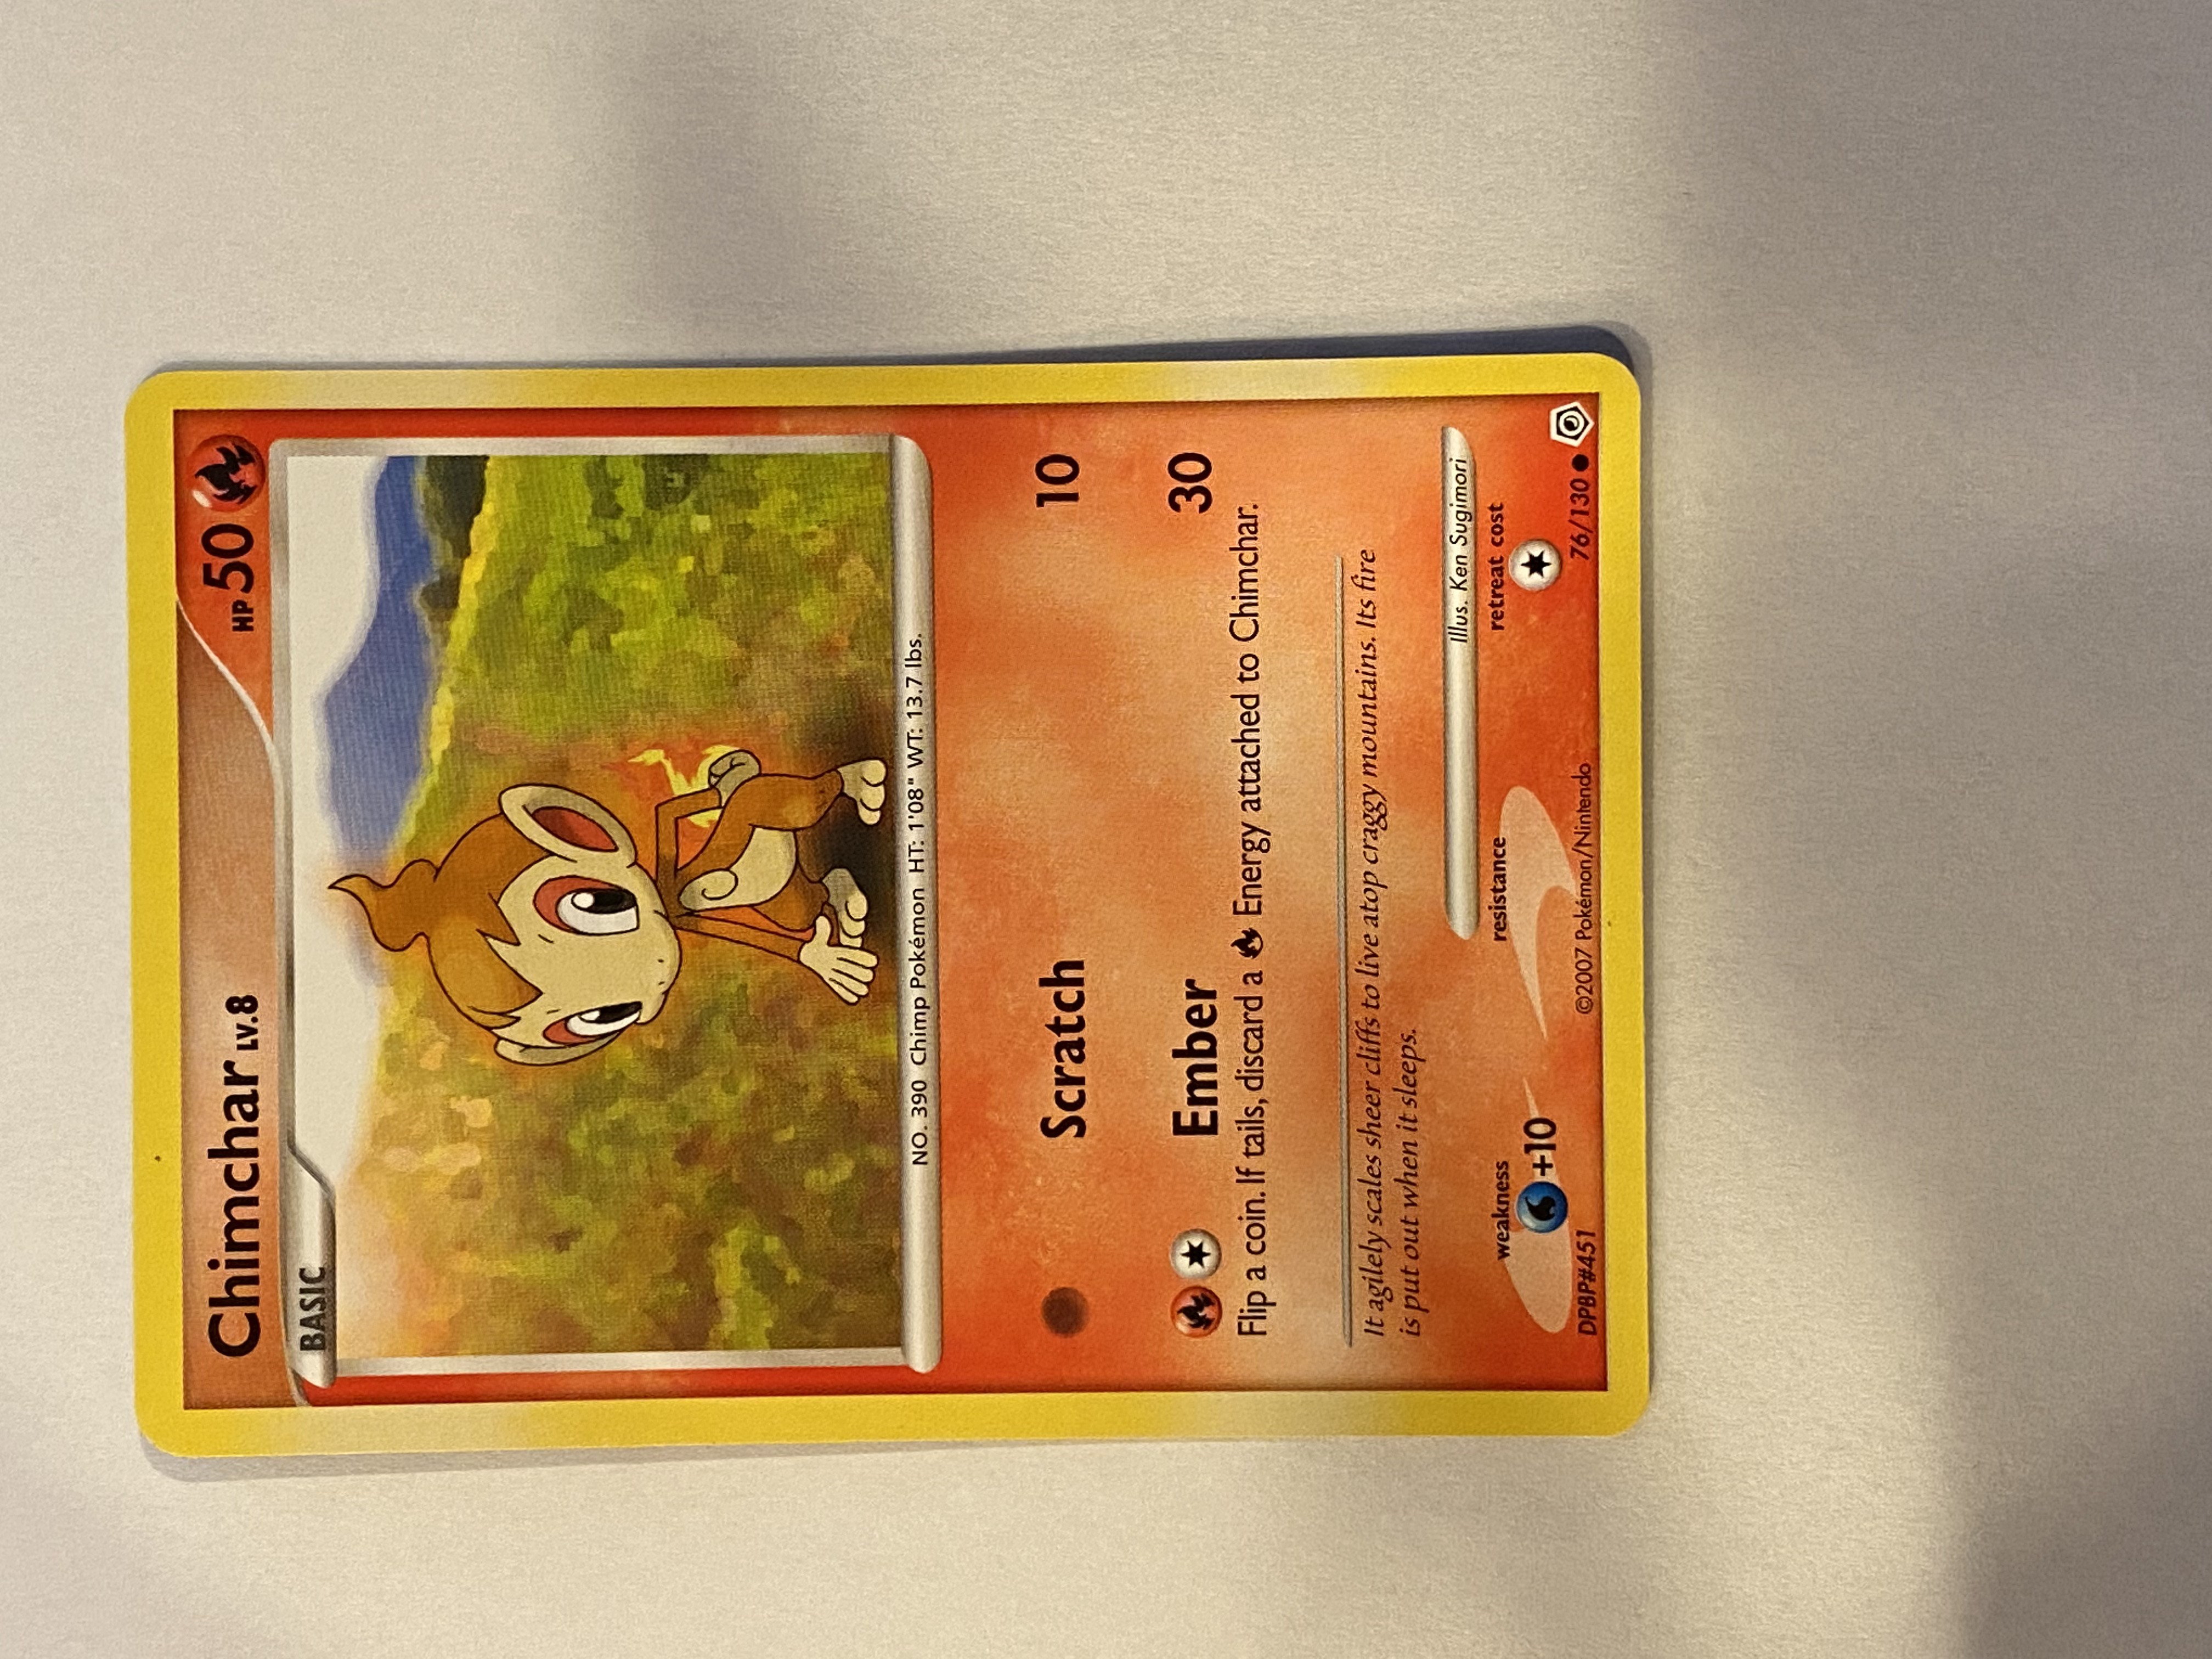 Chimchar LV.8 HP 50
BASIC
NO. 390 Chimp Pokémon HT: 1'08" WT: 13.7 lbs.
Scratch 10
Ember 30
Flip a coin. If tails, discard a Energy attached to Chimchar.
It agilely scales sheer cliffs to live atop craggy mountains. Its fire
is put out when it sleeps.
Illus. Ken Sugimori
weakness resistance retreat cost
+10
DPBP#451 ©2007 Pokémon/Nintendo 76/130